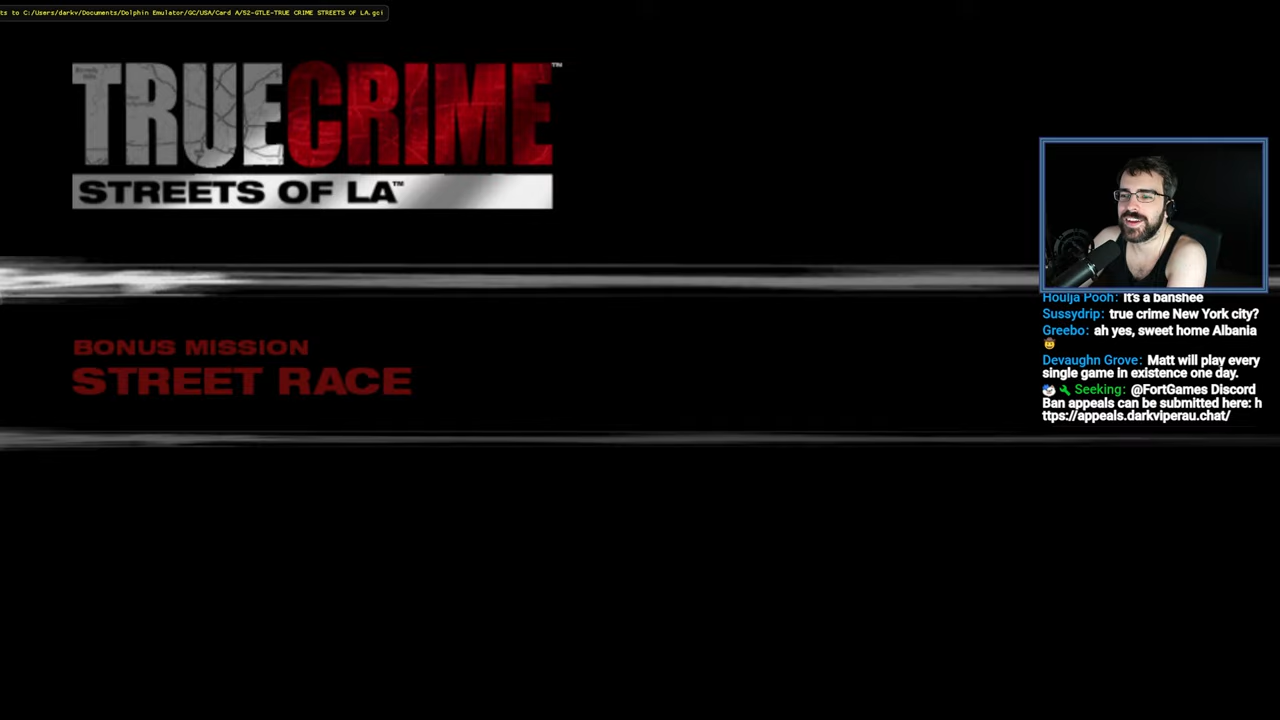 ts to C:/Users/darkv/Documents/Dolphin Emulator/GC/USA/Card A/52-GTLE-TRUE CRIME STREETS OF LA.gci
TRUE CRIME™
STREETS OF LA™
BONUS MISSION
STREET RACE
Houlja Pooh: It's a banshee
Sussydrip: true crime New York city?
Greebo: ah yes, sweet home Albania
🤠
Devaughn Grove: Matt will play every
single game in existence one day.
Seeking: @FortGames Discord
Ban appeals can be submitted here: h
ttps://appeals.darkviperau.chat/